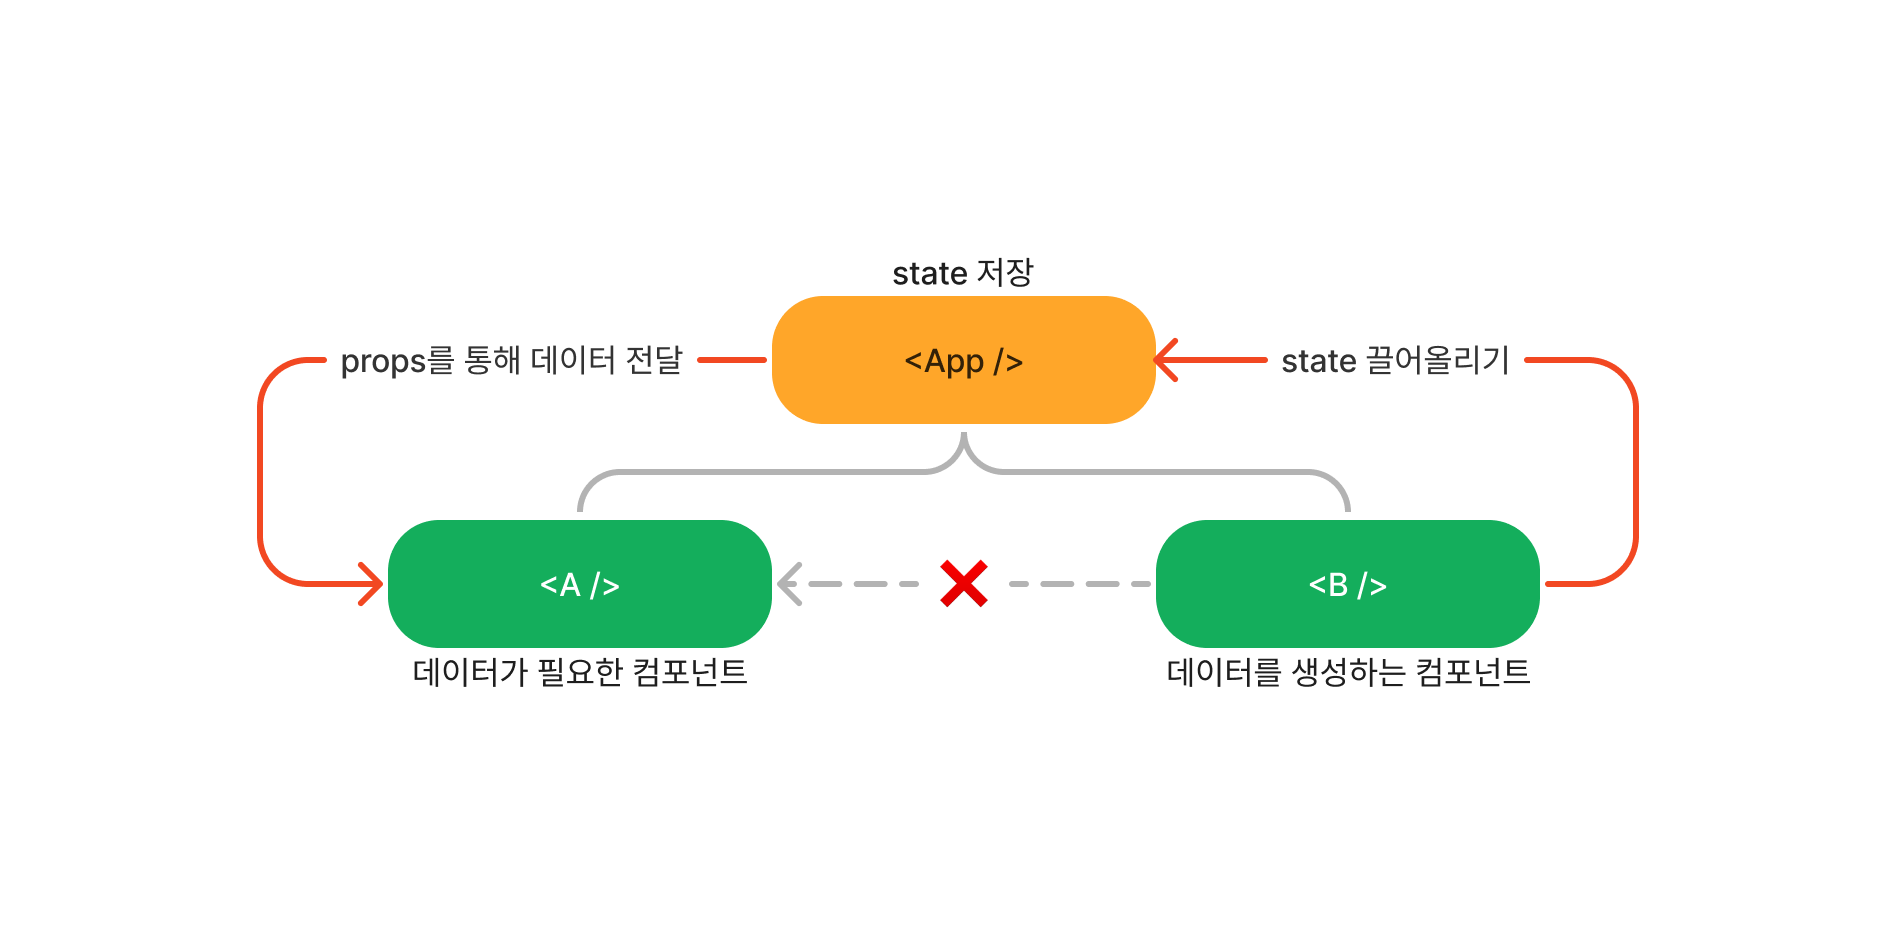 state 저장
props를 통해 데이터 전달
<App />
state 끌어올리기
<A />
<B />
데이터가 필요한 컴포넌트
데이터를 생성하는 컴포넌트